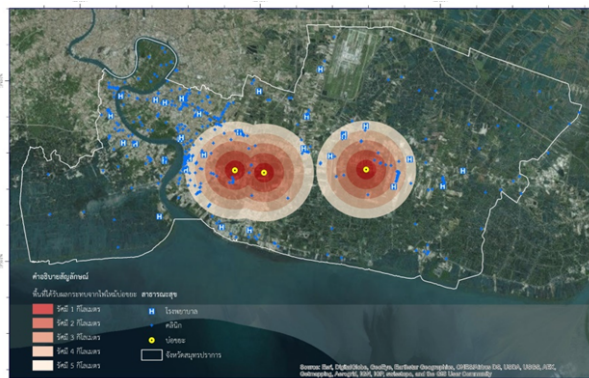 คำอธิบายสัญลักษณ์
พื้นที่ได้รับผลกระทบจากไฟไหม้บ่อขยะ สาธารณะสุข
รัศมี 1 กิโลเมตร
รัศมี 2 กิโลเมตร
รัศมี 3 กิโลเมตร
รัศมี 4 กิโลเมตร
รัศมี 5 กิโลเมตร
H โรงพยาบาล
คลินิก
บ่อขยะ
จังหวัดสมุทรปราการ
Source: Esri, DigitalGlobe, GeoEye, Earthstar Geographics, CNES/Airbus DS, USDA, USGS, AEX,
Getmapping, Aerogrid, IGN, IGP, swisstopo, and the GIS User Community